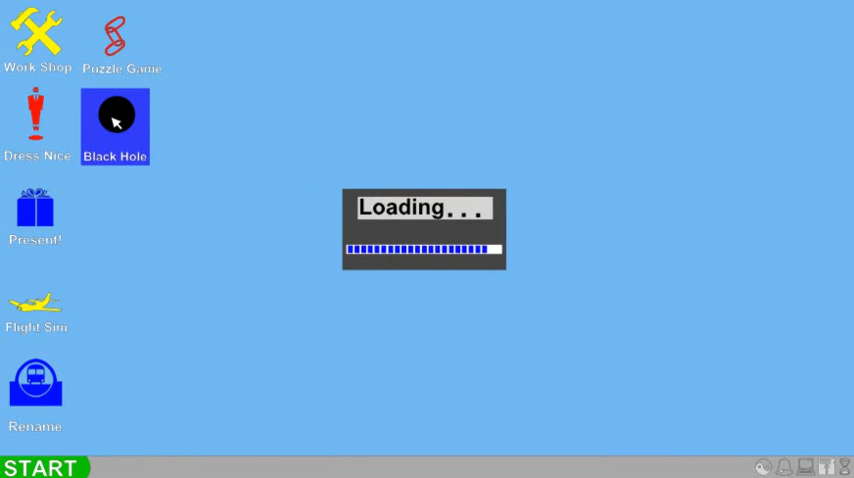 Work Shop
Puzzle Game
Dress Nice
Black Hole
Present!
Loading...
Flight Sim
Rename
START